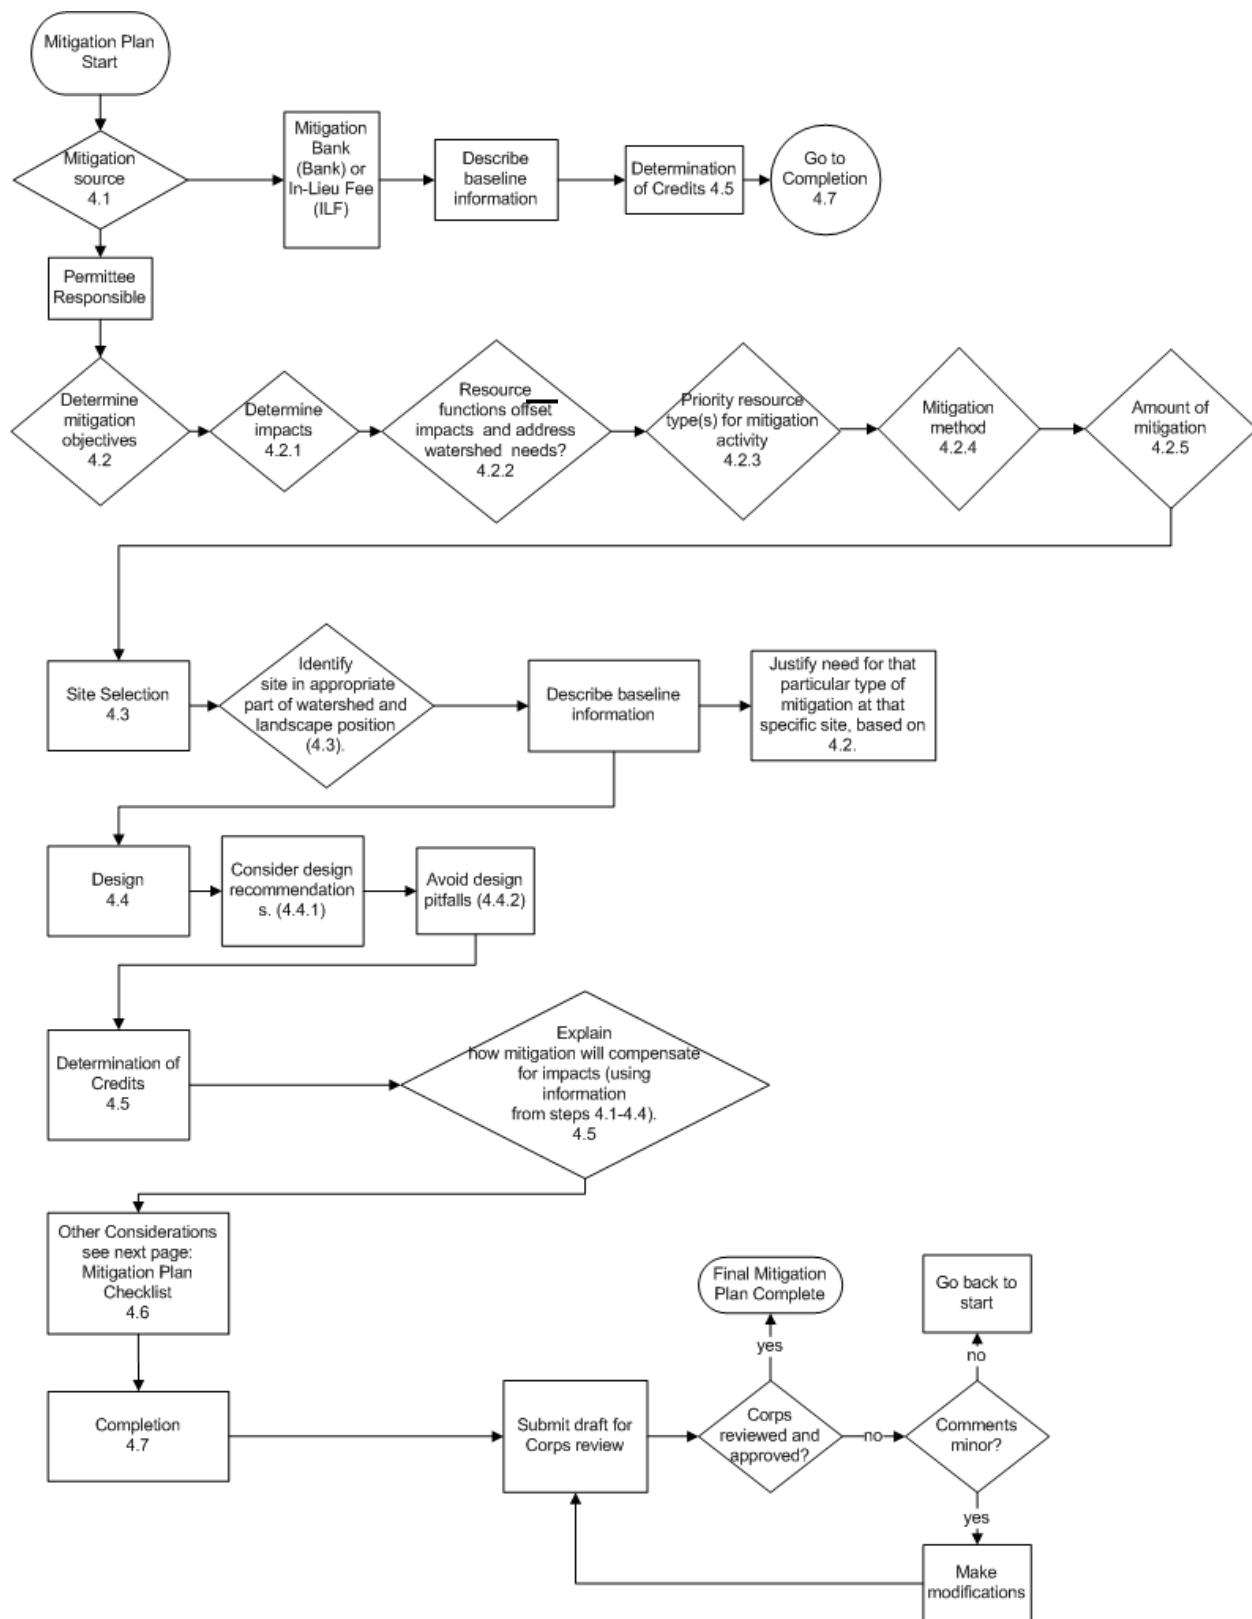 Mitigation Plan
Start
Mitigation
source
4.1
Mitigation
Bank
(Bank) or
In-Lieu Fee
(ILF)
Describe
baseline
information
Determination
of Credits 4.5
Go to
Completion
4.7
Permittee
Responsible
Determine
mitigation
objectives
4.2
Determine
impacts
4.2.1
Resource
functions offset
impacts and address
watershed needs?
4.2.2
Priority resource
type(s) for mitigation
activity
4.2.3
Mitigation
method
4.2.4
Amount of
mitigation
4.2.5
Site Selection
4.3
Identify
site in appropriate
part of watershed and
landscape position
(4.3).
Describe baseline
information
Justify need for that
particular type of
mitigation at that
specific site, based on
4.2.
Design
4.4
Consider design
recommendation
s. (4.4.1)
Avoid design
pitfalls (4.4.2)
Determination of
Credits
4.5
Explain
how mitigation will compensate
for impacts (using
information
from steps 4.1-4.4).
4.5
Other Considerations
see next page:
Mitigation Plan
Checklist
4.6
Final Mitigation
Plan Complete
Go back to
start
yes
no
Completion
4.7
Submit draft for
Corps review
Corps
reviewed and
approved?
no
Comments
minor?
yes
Make
modifications